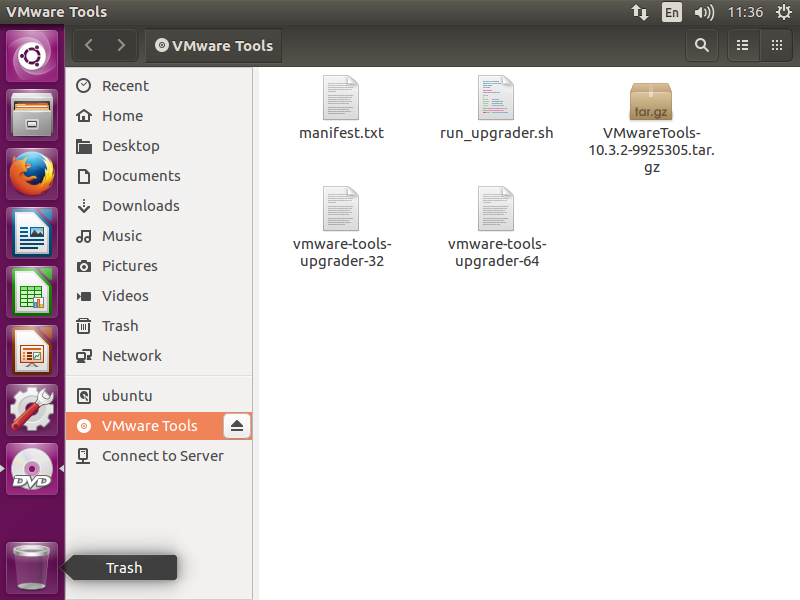 VMware Tools
En
11:36
VMware Tools
Recent
Home
Desktop
Documents
Downloads
Music
Pictures
Videos
Trash
Network
ubuntu
VMware Tools
Connect to Server
manifest.txt
run_upgrader.sh
tar.gz
VMwareTools-
10.3.2-9925305.tar.
gz
vmware-tools-
upgrader-32
vmware-tools-
upgrader-64
DVD
Trash